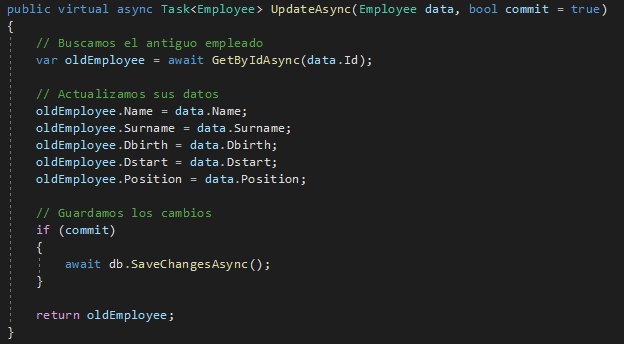 public virtual async Task<Employee> UpdateAsync(Employee data, bool commit = true)
{
// Buscamos el antiguo empleado
var oldEmployee = await GetByIdAsync(data.Id);
// Actualizamos sus datos
oldEmployee.Name = data.Name;
oldEmployee.Surname = data.Surname;
oldEmployee.Dbirth = data.Dbirth;
oldEmployee.Dstart = data.Dstart;
oldEmployee.Position = data.Position;
// Guardamos los cambios
if (commit)
{
await db.SaveChangesAsync();
}
return oldEmployee;
}